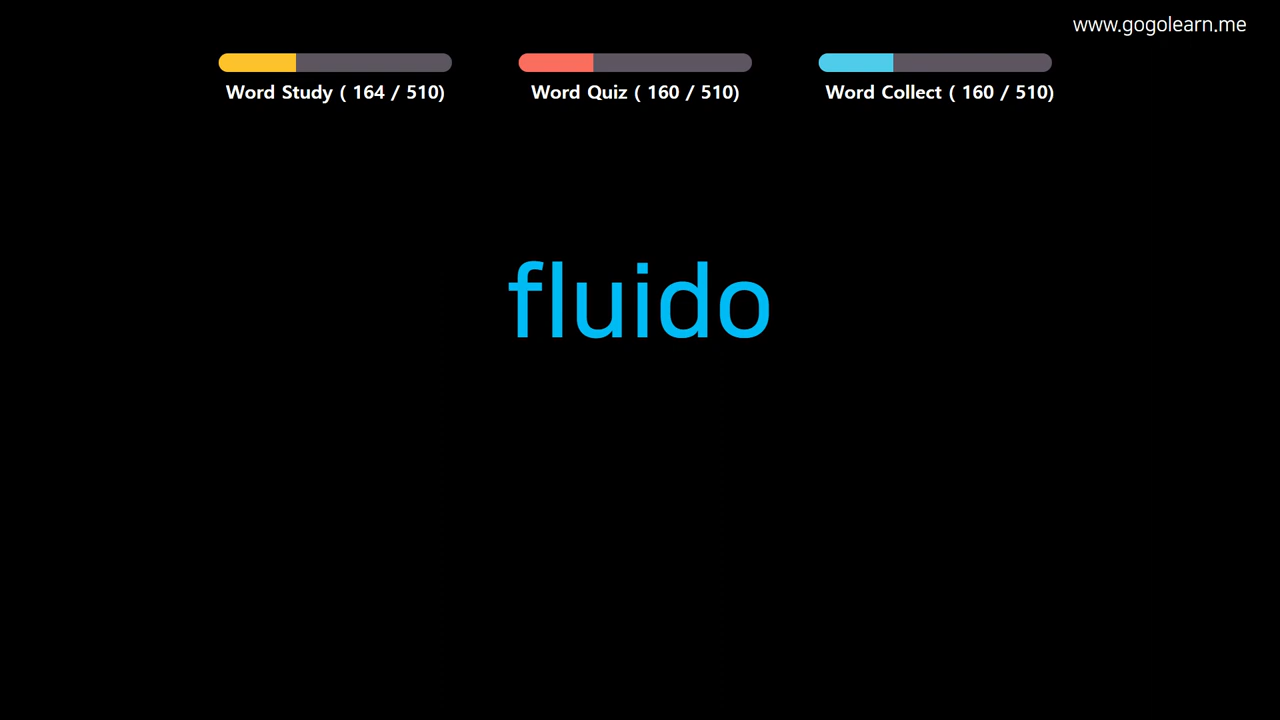 www.gogolearn.me
Word Study ( 164 / 510)
Word Quiz ( 160 / 510)
Word Collect ( 160 / 510)
fluido